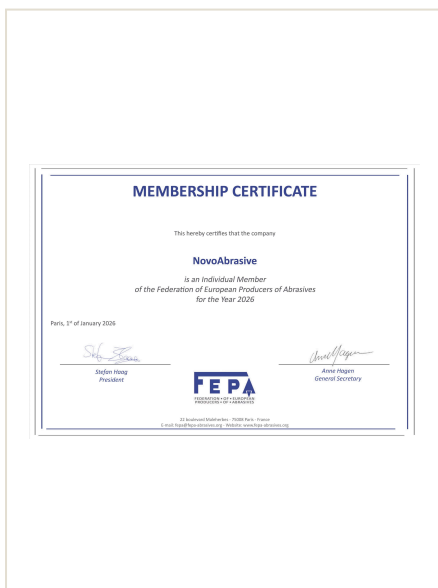 MEMBERSHIP CERTIFICATE
This hereby certifies that the company
NovoAbrasive
is an Individual Member
of the Federation of European Producers of Abrasives
for the Year 2026
Paris, 1st of January 2026
Stefan Haag
President
Anne Hagen
General Secretary
FEPA
FEDERATION•OF•EUROPEAN
PRODUCERS•OF•ABRASIVES
22 boulevard Malesherbes - 75008 Paris - France
E-mail: fepa@fepa-abrasives.org - Website: www.fepa-abrasives.org